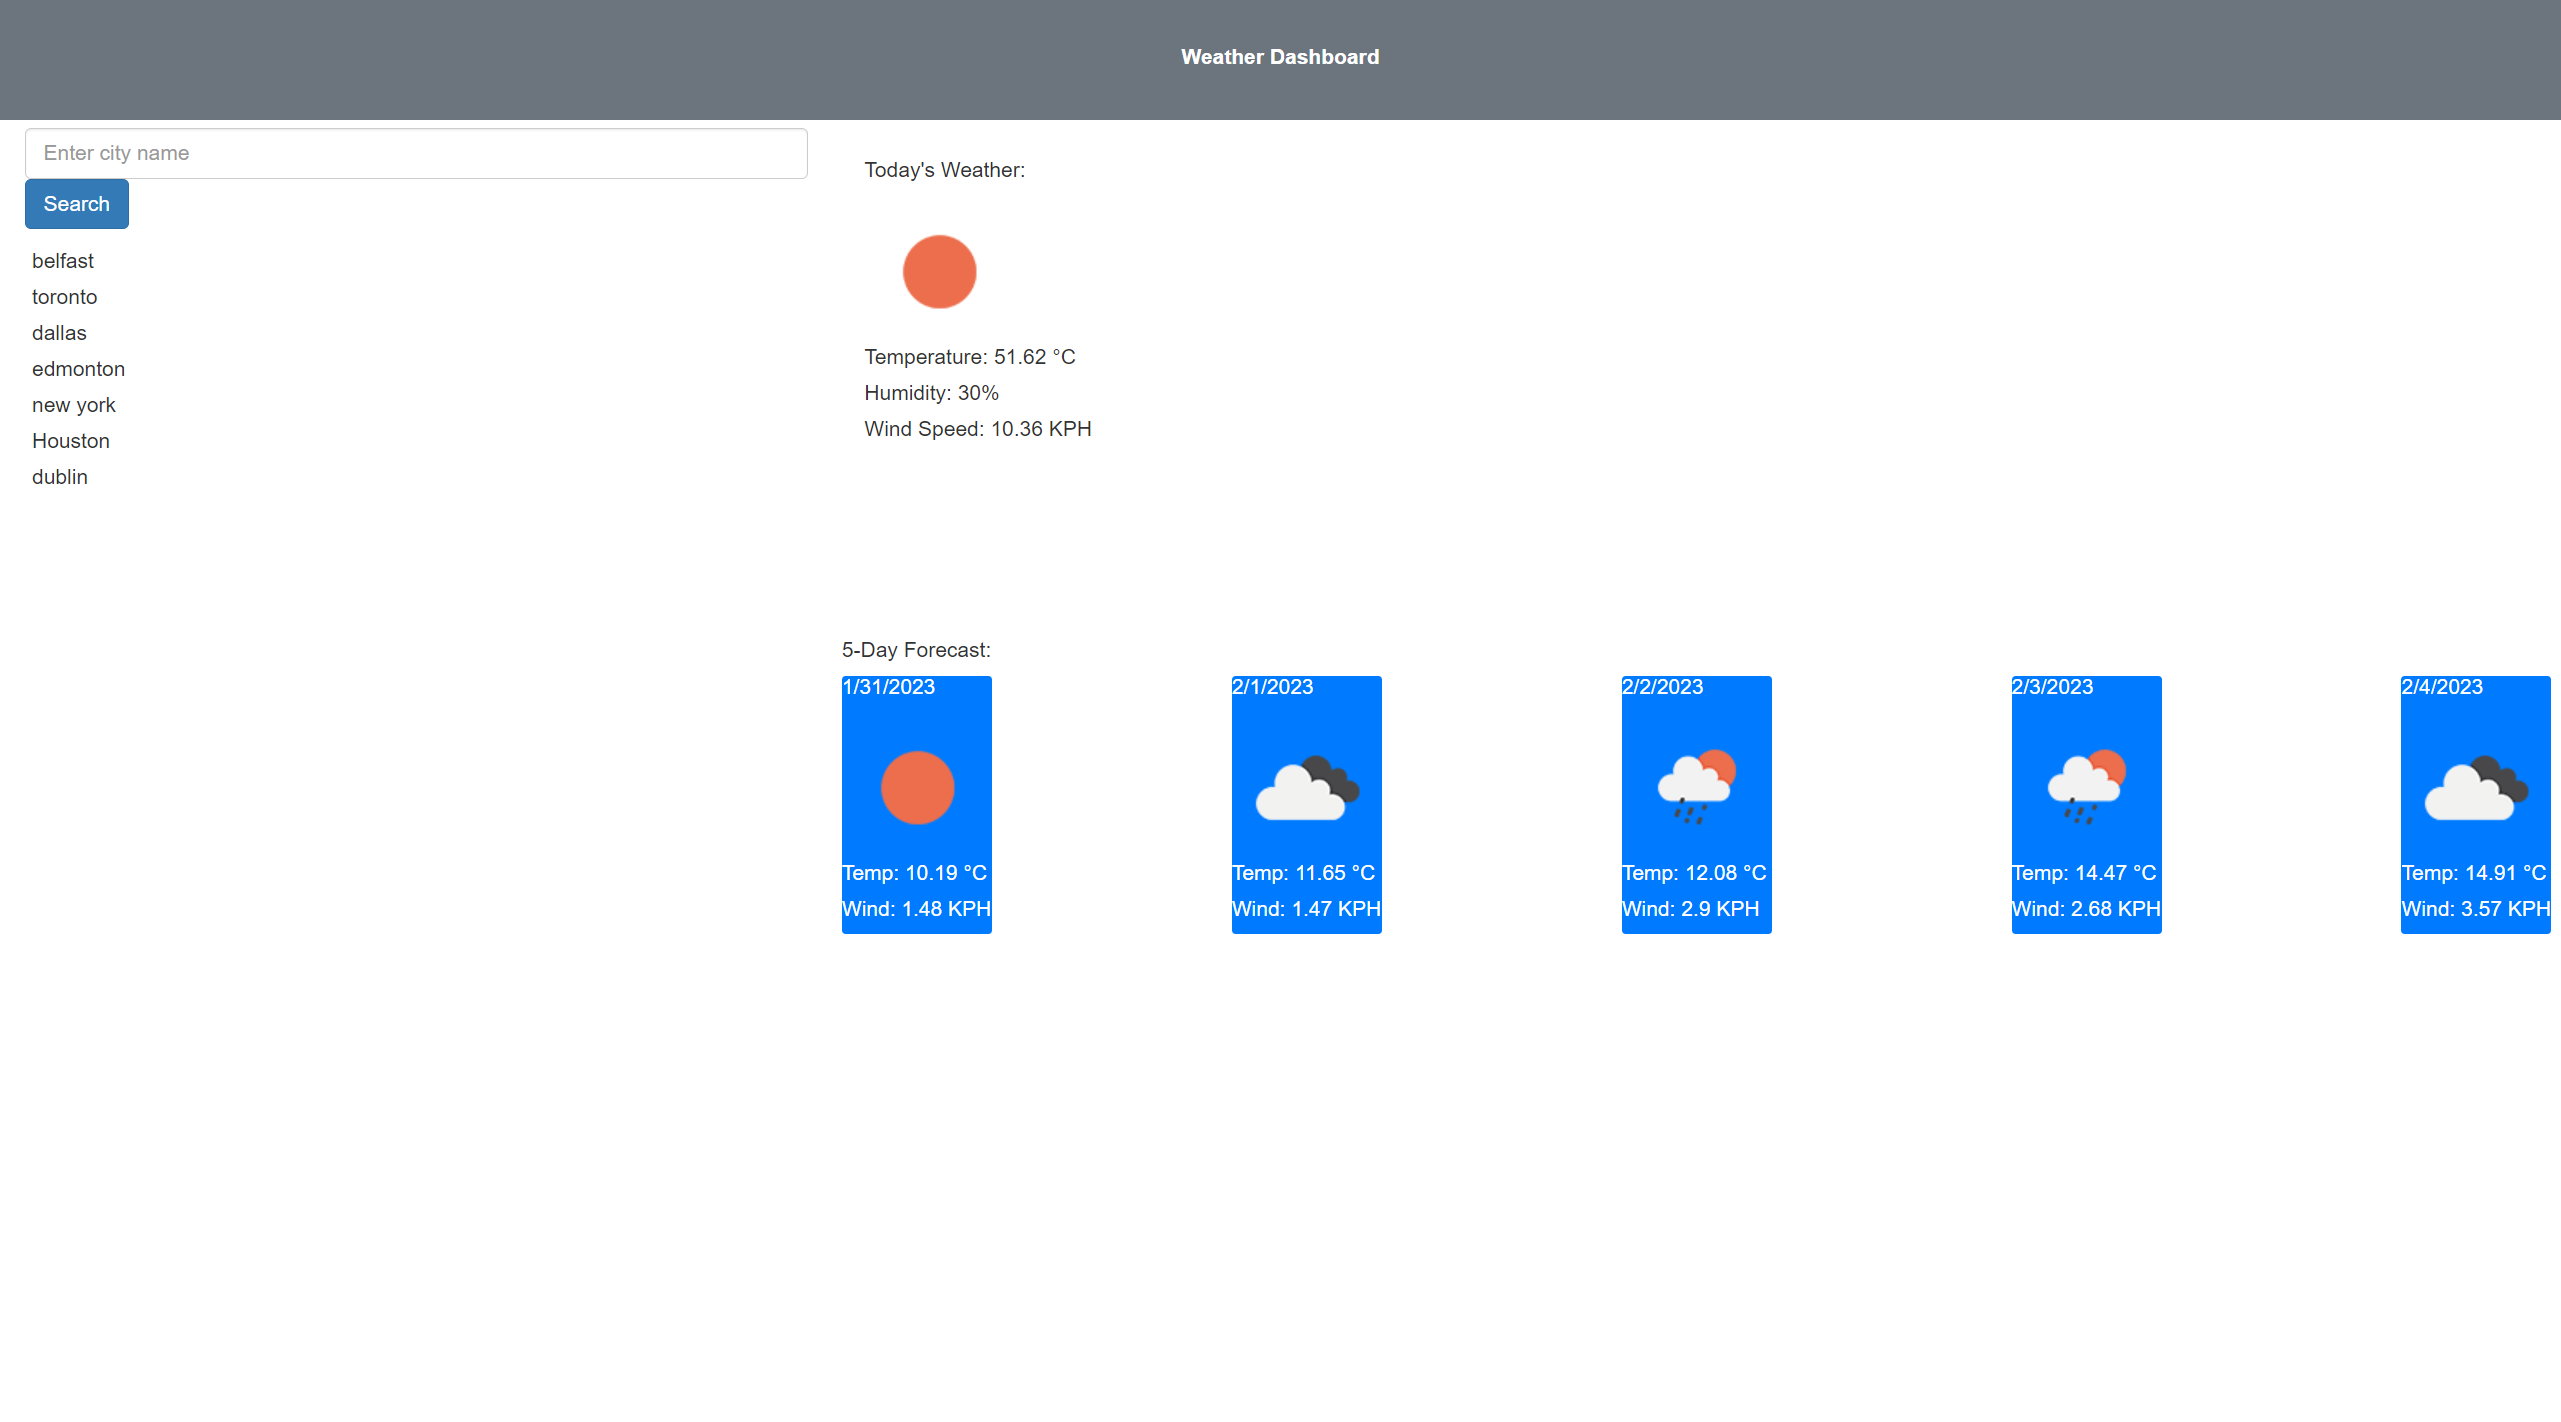 Weather Dashboard
Enter city name
Search
belfast
toronto
dallas
edmonton
new york
Houston
dublin
Today's Weather:
Temperature: 51.62 °C
Humidity: 30%
Wind Speed: 10.36 KPH
5-Day Forecast:
1/31/2023
Temp: 10.19 °C
Wind: 1.48 KPH
2/1/2023
Temp: 11.65 °C
Wind: 1.47 KPH
2/2/2023
Temp: 12.08 °C
Wind: 2.9 KPH
2/3/2023
Temp: 14.47 °C
Wind: 2.68 KPH
2/4/2023
Temp: 14.91 °C
Wind: 3.57 KPH